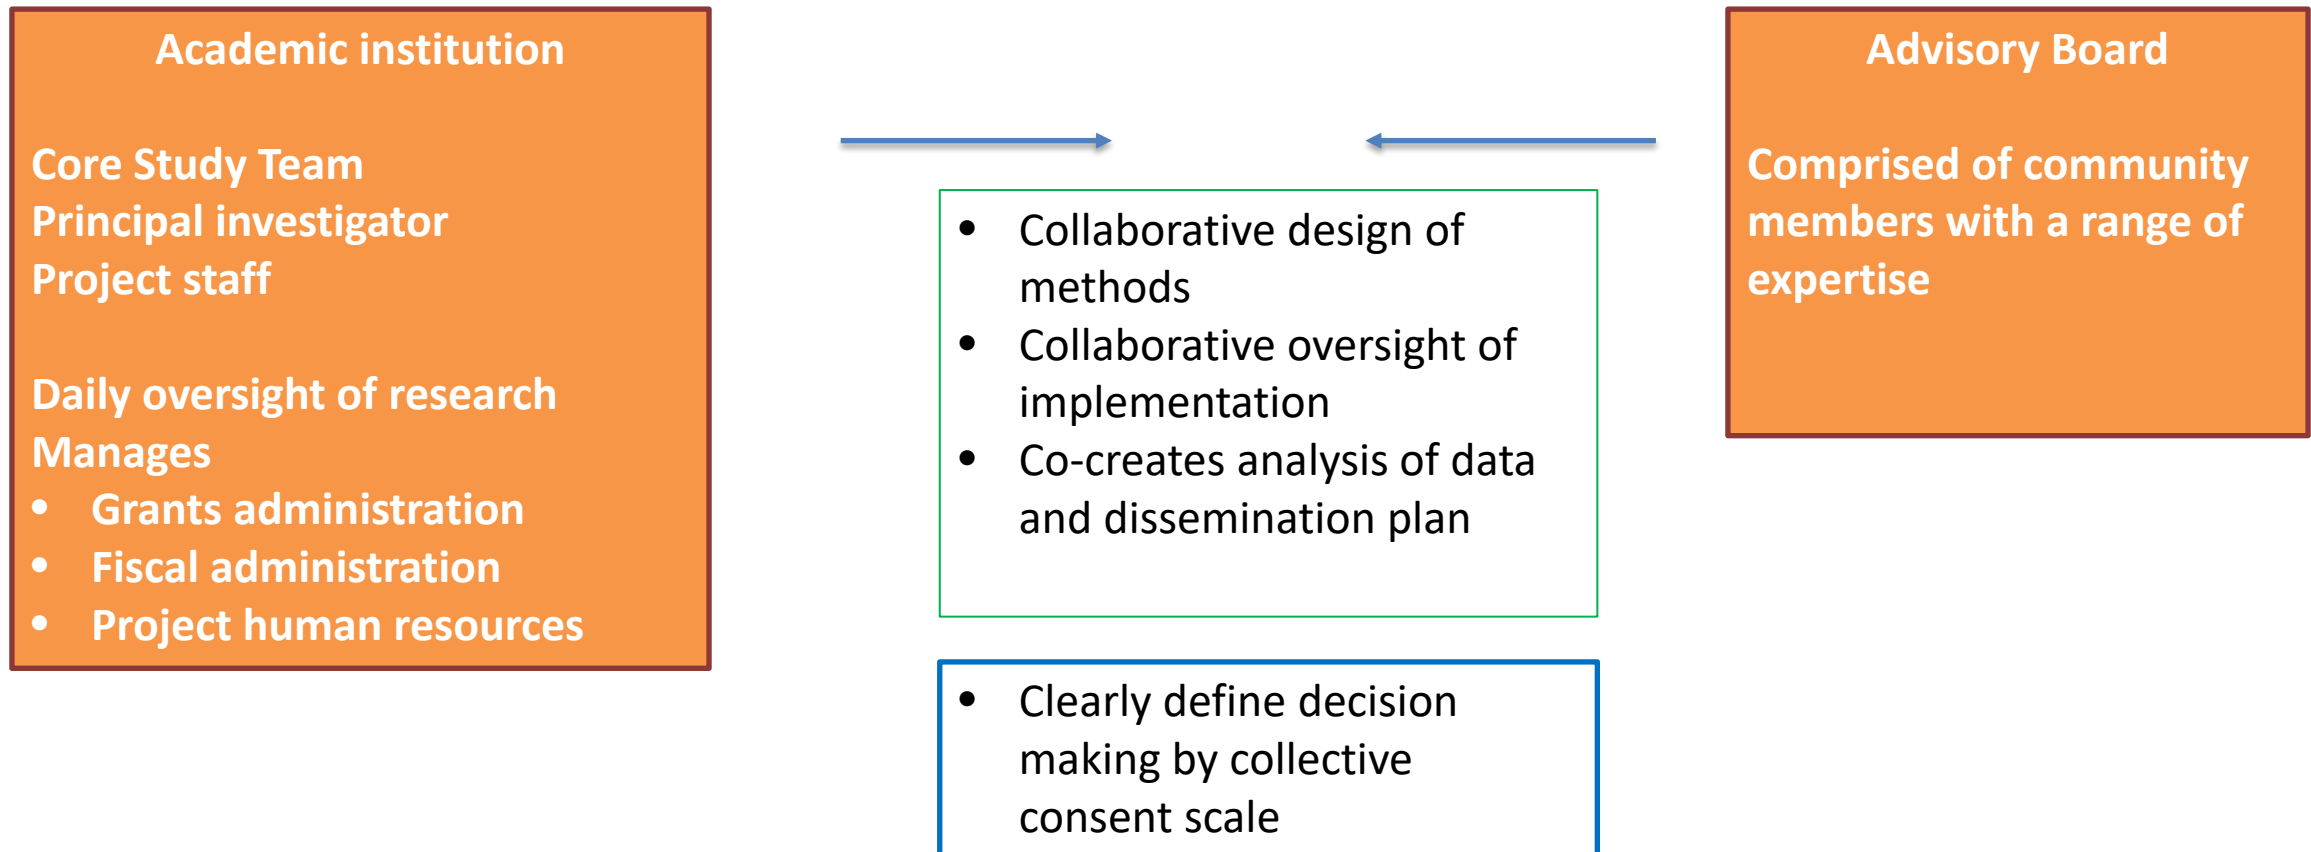 Academic institution
Core Study Team
Principal investigator
Project staff
Daily oversight of research
Manages
• Grants administration
• Fiscal administration
• Project human resources
• Collaborative design of
methods
• Collaborative oversight of
implementation
• Co-creates analysis of data
and dissemination plan
• Clearly define decision
making by collective
consent scale
Advisory Board
Comprised of community
members with a range of
expertise